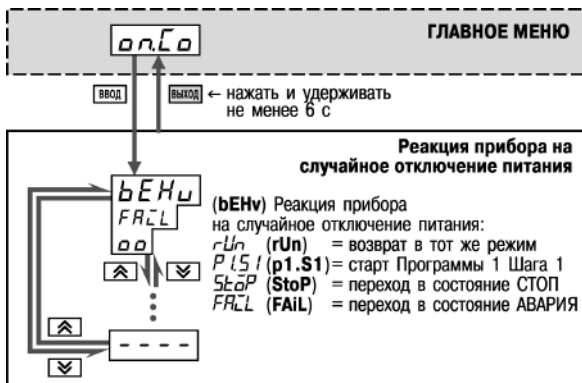 ГЛАВНОЕ МЕНЮ
on.Co
ВВОД
ВЫХОД ← нажать и удерживать
не менее 6 с
Реакция прибора на
случайное отключение питания
bEHv
FAiL
oo
(bEHv) Реакция прибора
на случайное отключение питания:
rUn (rUn) = возврат в тот же режим
P1.S1 (p1.S1)= старт Программы 1 Шага 1
StoP (StoP) = переход в состояние СТОП
FAiL (FAiL) = переход в состояние АВАРИЯ
- - - -